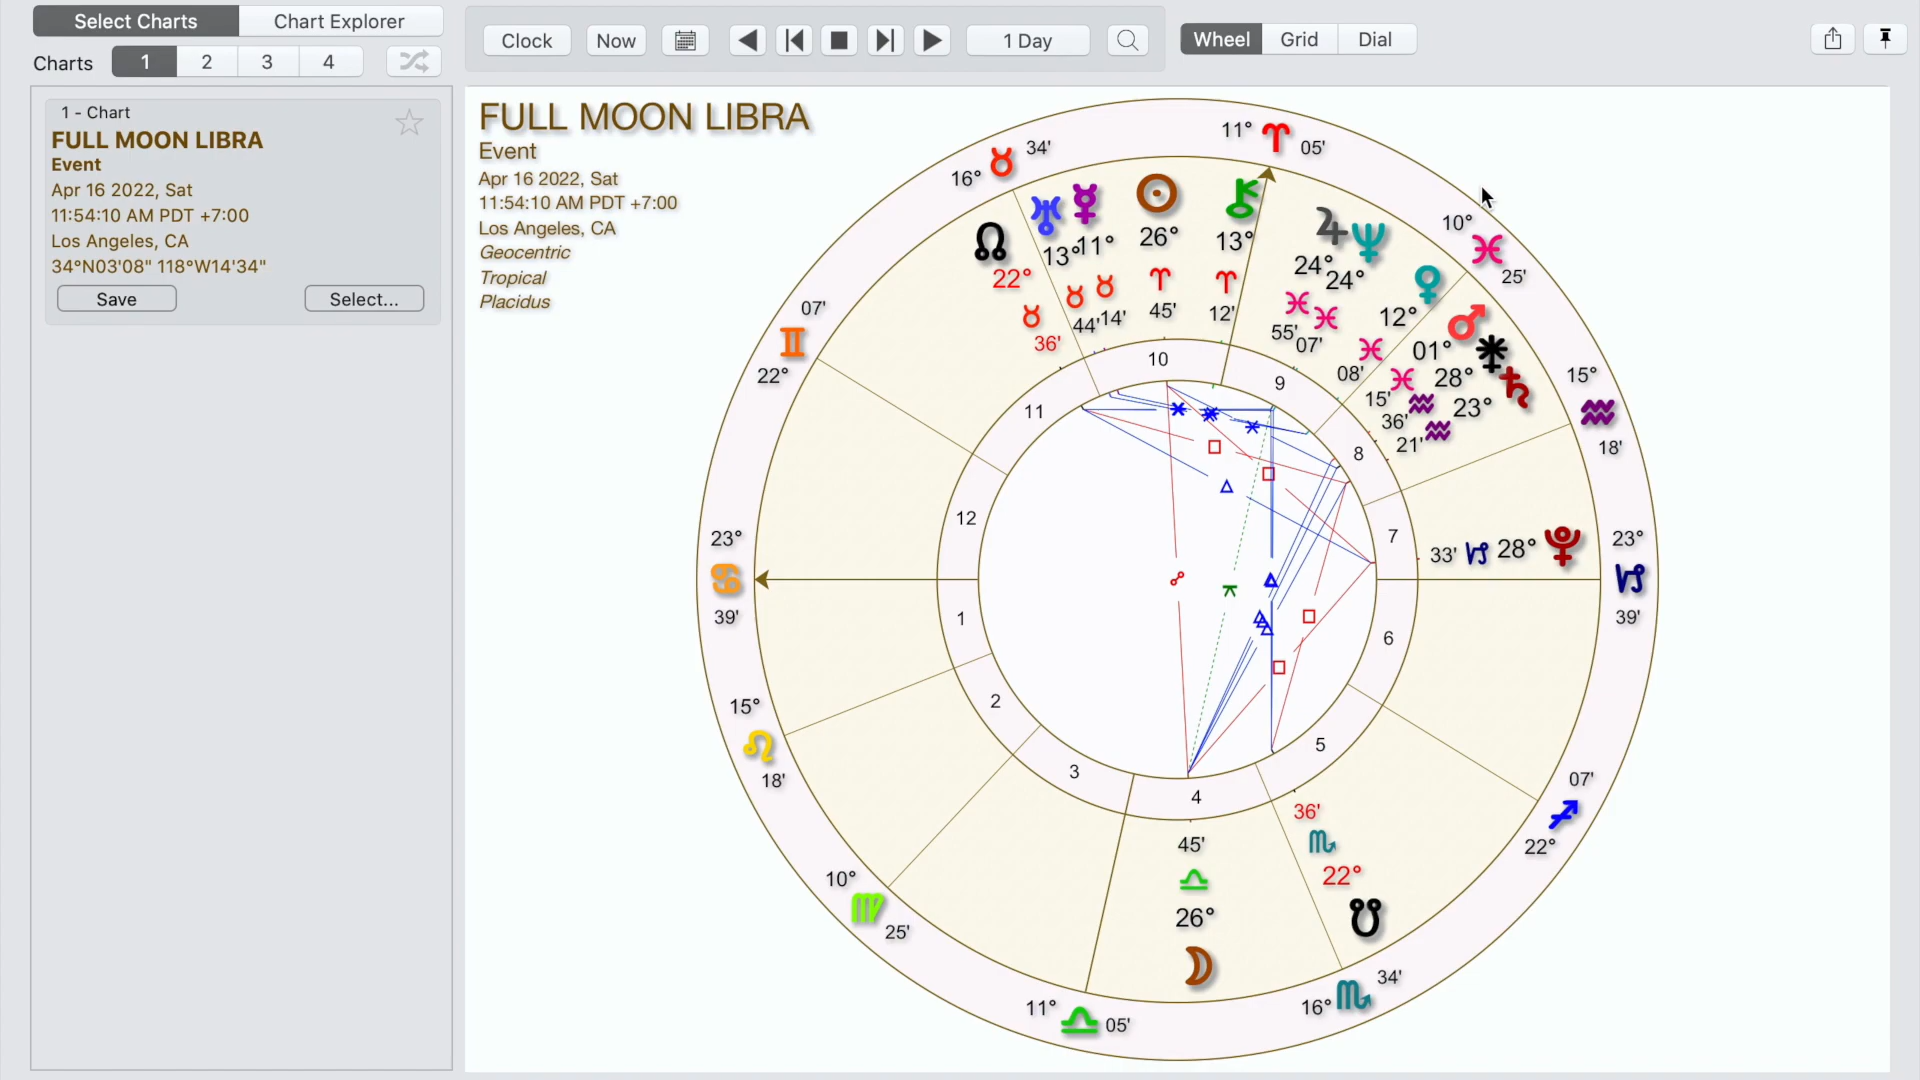 Select Charts
Chart Explorer
Charts
1
2
3
4
Clock
Now
1 Day
Wheel
Grid
Dial
1 - Chart
FULL MOON LIBRA
Event
Apr 16 2022, Sat
11:54:10 AM PDT +7:00
Los Angeles, CA
34°N03'08" 118°W14'34"
Save
Select...
FULL MOON LIBRA
Event
Apr 16 2022, Sat
11:54:10 AM PDT +7:00
Los Angeles, CA
Geocentric
Tropical
Placidus
11° ♈ 05'
16° ♉ 34'
10° ♓ 25'
07' ♊ 22°
15° ♒ 18'
23° ♋ 39'
23° ♑ 39'
15° ♌ 18'
07' ♐ 22°
10° ♍ 25'
11° ♎ 05'
16° ♏ 34'
☊ 22° ♉ 36'
♅ 13° ♉ 44'
☿ 11° ♉ 14'
☉ 26° ♈ 45'
⚷ 13° ♈ 12'
♃ 24° ♓ 55'
♆ 24° ♓ 07'
♀ 12° ♓ 08'
♂ 01° ♓ 15'
⚵ 28° ♒ 36'
♄ 23° ♒ 21'
33' ♑ 28° ♇
45' ♎ 26° ☽
36' ♏ 22° ☋
10
9
11
8
12
7
1
6
2
5
3
4